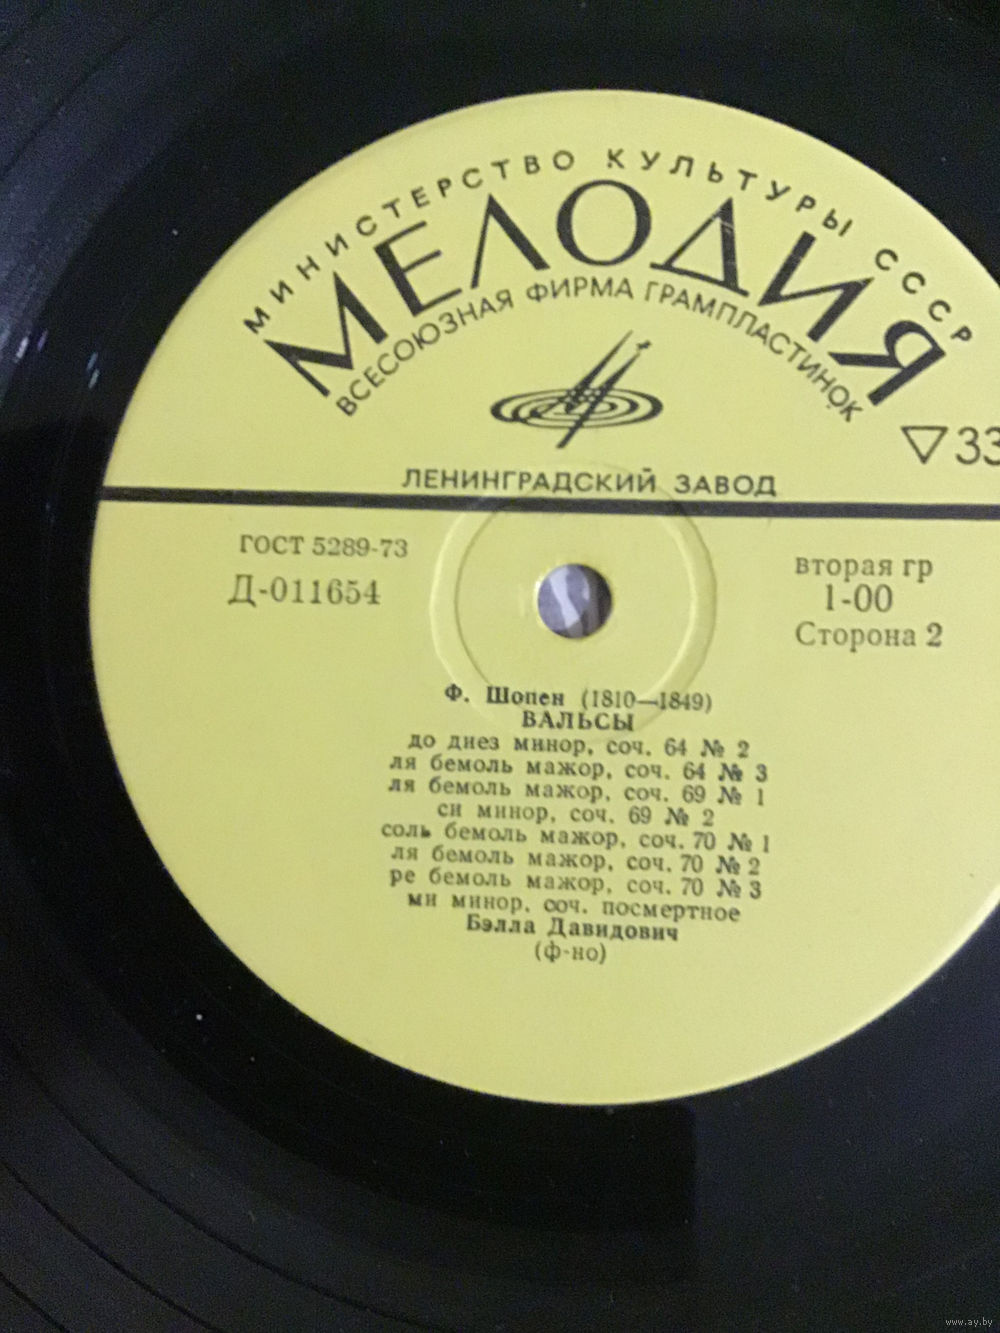 МИНИСТЕРСТВО КУЛЬТУРЫ СССР
МЕЛОДИЯ
ВСЕСОЮЗНАЯ ФИРМА ГРАМПЛАСТИНОК
33
ЛЕНИНГРАДСКИЙ ЗАВОД
ГОСТ 5289-73
Д-011654
вторая гр
1-00
Сторона 2
Ф. Шопен (1810—1849)
ВАЛЬСЫ
до диез минор, соч. 64 № 2
ля бемоль мажор, соч. 64 № 3
ля бемоль мажор, соч. 69 № 1
си минор, соч. 69 № 2
соль бемоль мажор, соч. 70 № 1
ля бемоль мажор, соч. 70 № 2
ре бемоль мажор, соч. 70 № 3
ми минор, соч. посмертное
Бэлла Давидович
(ф-но)
www.ay.by